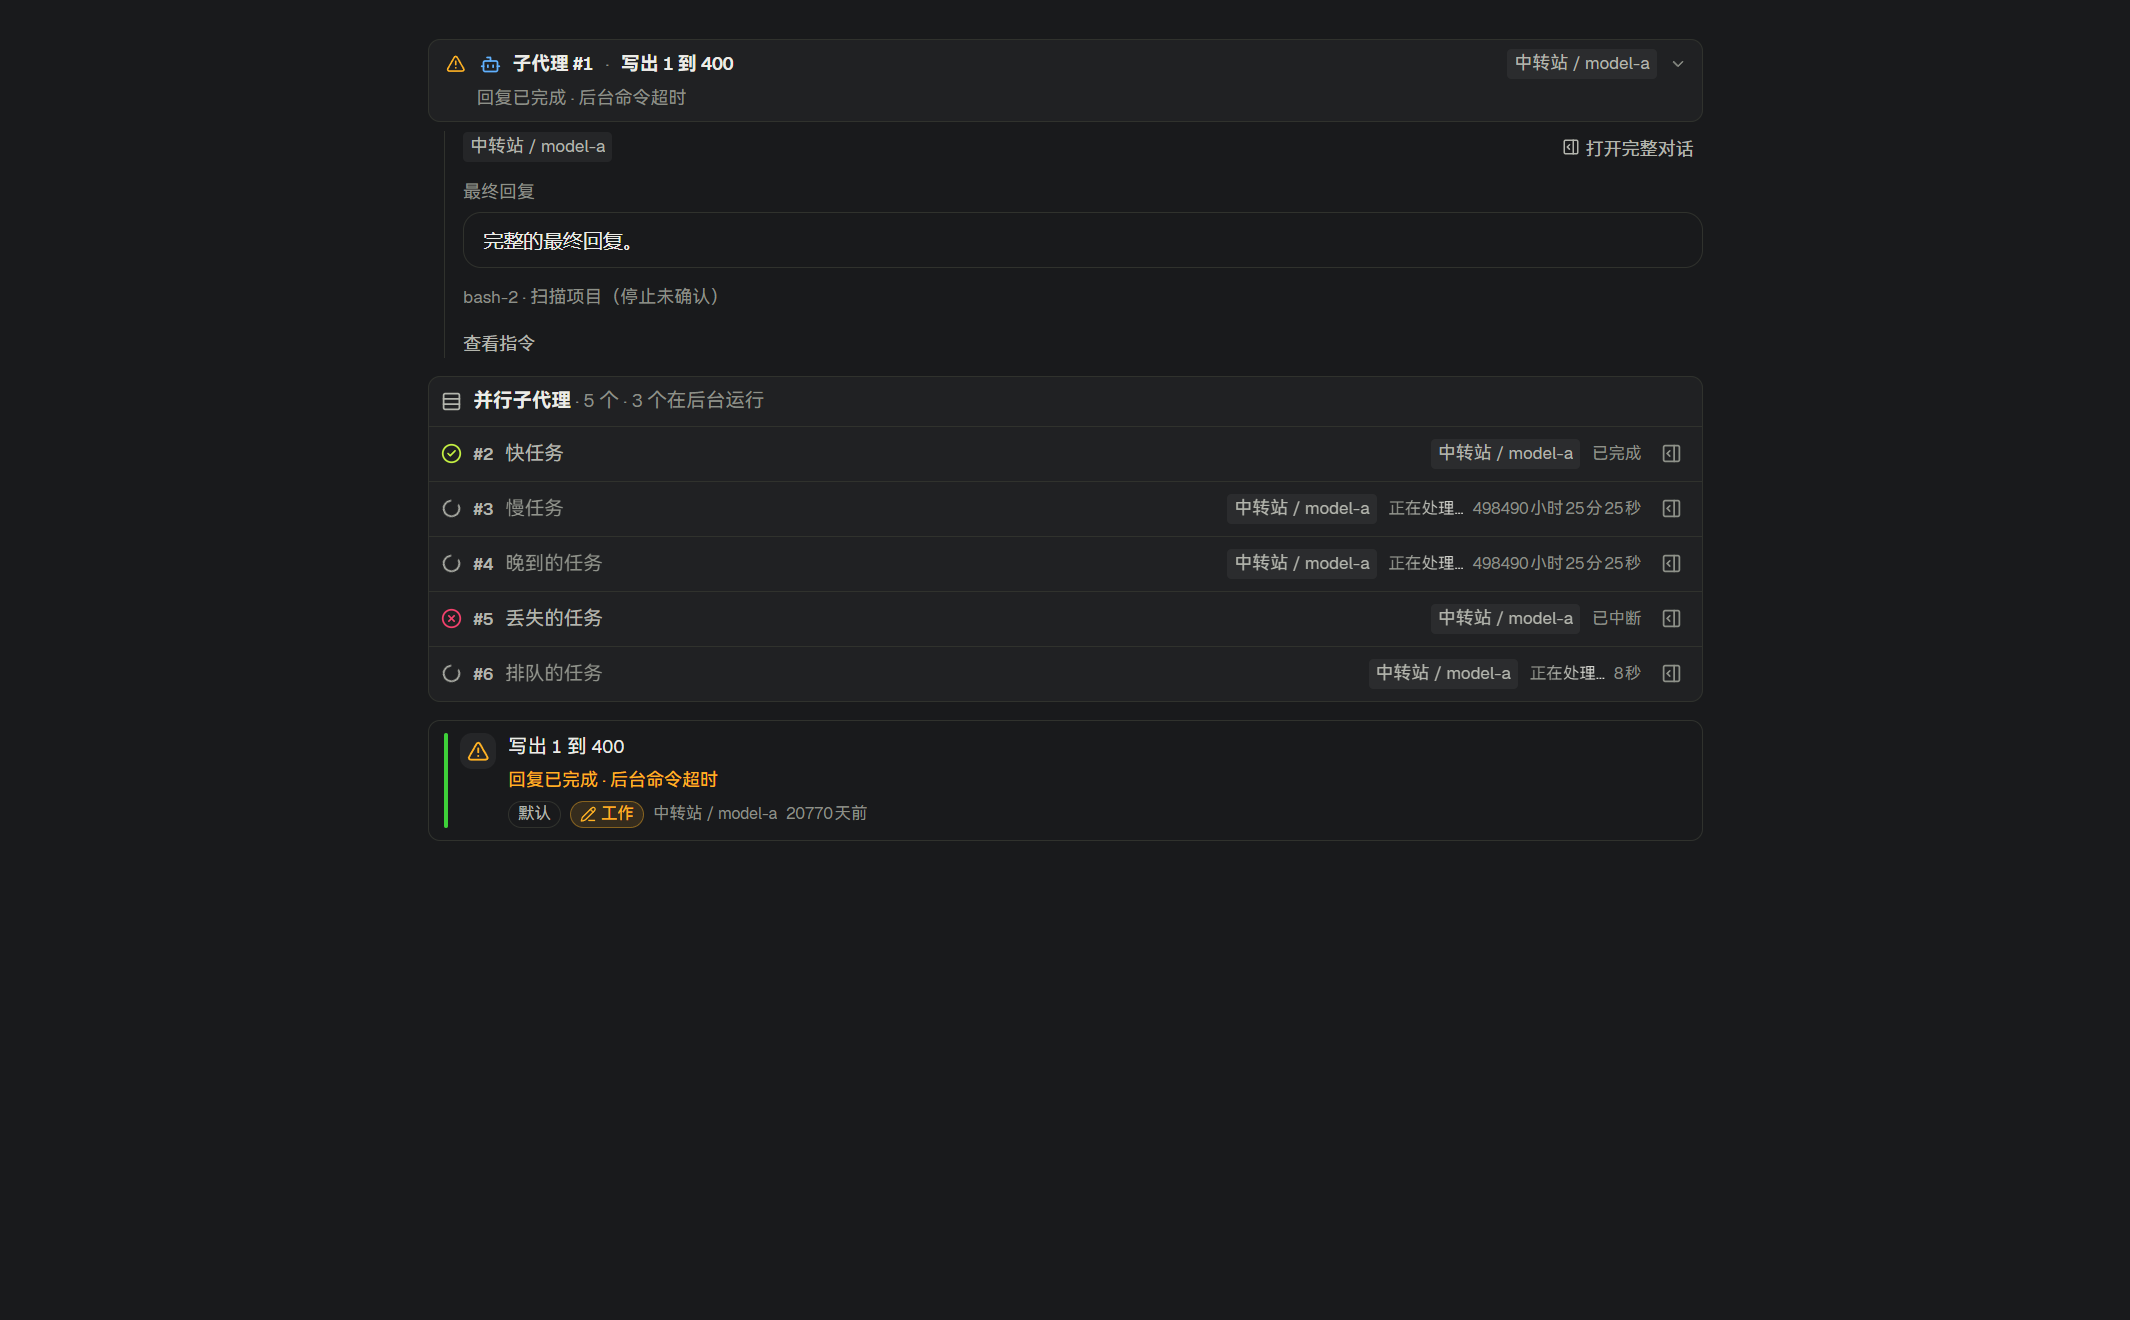 子代理 #1 · 写出 1 到 400 中转站 / model-a
回复已完成 · 后台命令超时
中转站 / model-a 打开完整对话
最终回复
完整的最终回复。
bash-2 · 扫描项目（停止未确认）
查看指令
并行子代理 · 5 个 · 3 个在后台运行
#2 快任务 中转站 / model-a 已完成
#3 慢任务 中转站 / model-a 正在处理... 498490小时25分25秒
#4 晚到的任务 中转站 / model-a 正在处理... 498490小时25分25秒
#5 丢失的任务 中转站 / model-a 已中断
#6 排队的任务 中转站 / model-a 正在处理... 8秒
写出 1 到 400
回复已完成 · 后台命令超时
默认 工作 中转站 / model-a 20770天前